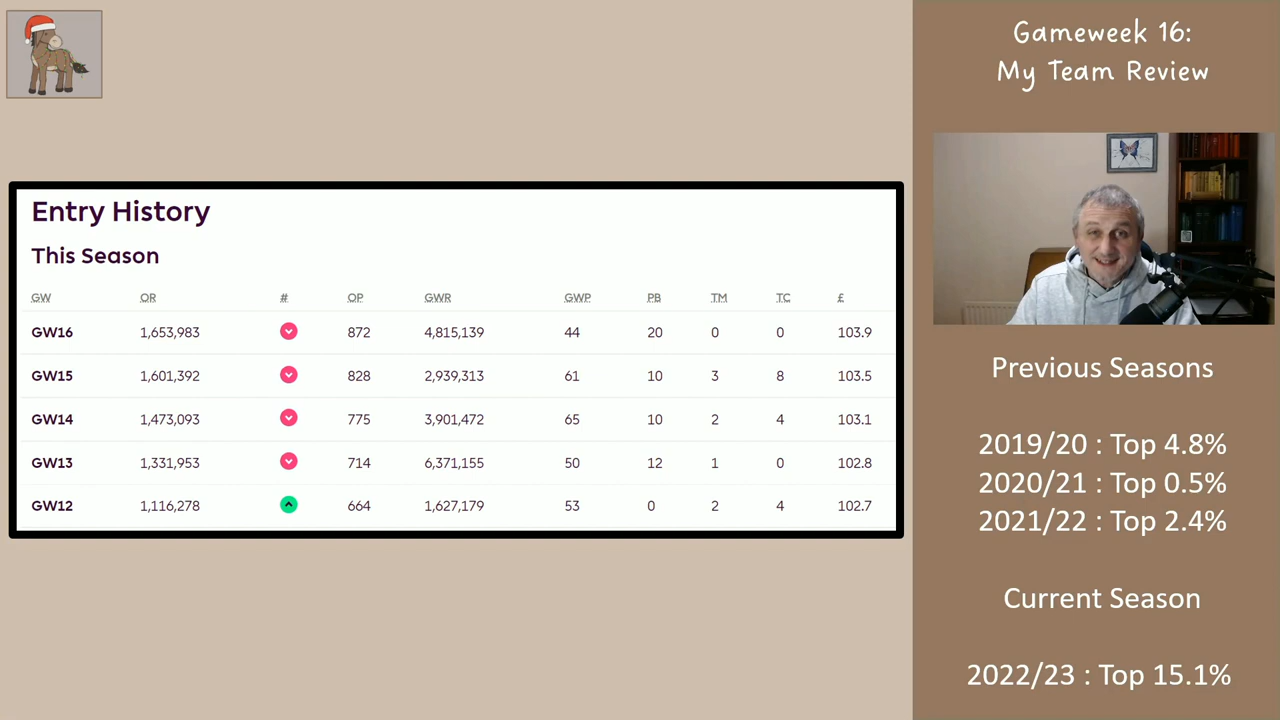 Gameweek 16:
My Team Review
Entry History
This Season
GW OR # OP GWR GWP PB TM TC £
GW16 1,653,983 872 4,815,139 44 20 0 0 103.9
GW15 1,601,392 828 2,939,313 61 10 3 8 103.5
GW14 1,473,093 775 3,901,472 65 10 2 4 103.1
GW13 1,331,953 714 6,371,155 50 12 1 0 102.8
GW12 1,116,278 664 1,627,179 53 0 2 4 102.7
Previous Seasons
2019/20 : Top 4.8%
2020/21 : Top 0.5%
2021/22 : Top 2.4%
Current Season
2022/23 : Top 15.1%